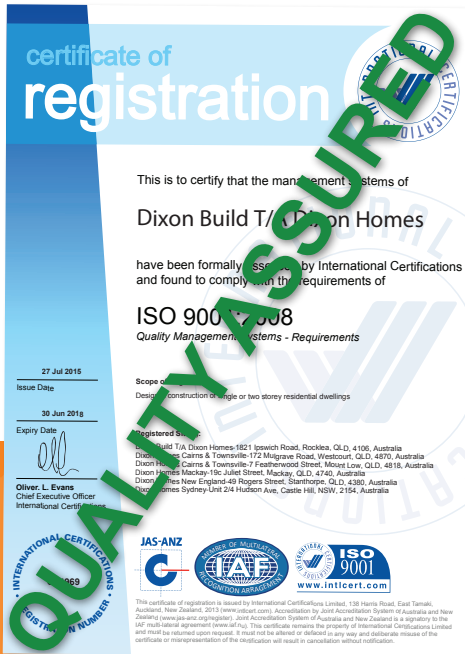 certificate of
registration
INTERNATIONAL CERTIFICATIONS
This is to certify that the management systems of
Dixon Build T/A Dixon Homes
have been formally assessed by International Certifications
and found to comply with the requirements of
ISO 9001:2008
Quality Management Systems - Requirements
27 Jul 2015
Issue Date
30 Jun 2018
Expiry Date
Oliver. L. Evans
Chief Executive Officer
International Certifications
Scope of
Design construction of single or two storey residential dwellings
Registered
Dixon Build T/A Dixon Homes-1821 Ipswich Road, Rocklea, QLD, 4106, Australia
Dixon Homes Cairns & Townsville-172 Mulgrave Road, Westcourt, QLD, 4870, Australia
Dixon Homes Cairns & Townsville-7 Featherwood Street, Mount Low, QLD, 4818, Australia
Dixon Homes Mackay-19c Juliet Street, Mackay, QLD, 4740, Australia
Dixon Homes New England-49 Rogers Street, Stanthorpe, QLD, 4380, Australia
Dixon Homes Sydney-Unit 2/4 Hudson Ave, Castle Hill, NSW, 2154, Australia
QUALITY ASSURED
INTERNATIONAL CERTIFICATIONS
REGISTRATION NUMBER
JAS-ANZ
MEMBER OF MULTILATERAL
IAF
RECOGNITION ARRAGEMENT
INTERNATIONAL CERTIFICATIONS
ISO
9001
www.intlcert.com
This certificate of registration is issued by International Certifications Limited, 138 Harris Road, East Tamaki,
Auckland, New Zealand, 2013 (www.intlcert.com). Accreditation by Joint Accreditation System of Australia and New
Zealand (www.jas-anz.org/register). Joint Accreditation System of Australia and New Zealand is a signatory to the
IAF multi-lateral agreement (www.iaf.nu). This certificate remains the property of International Certifications Limited
and must be returned upon request. It must not be altered or defaced in any way and deliberate misuse of the
certificate or misrepresentation of the certification will result in cancellation without notification.